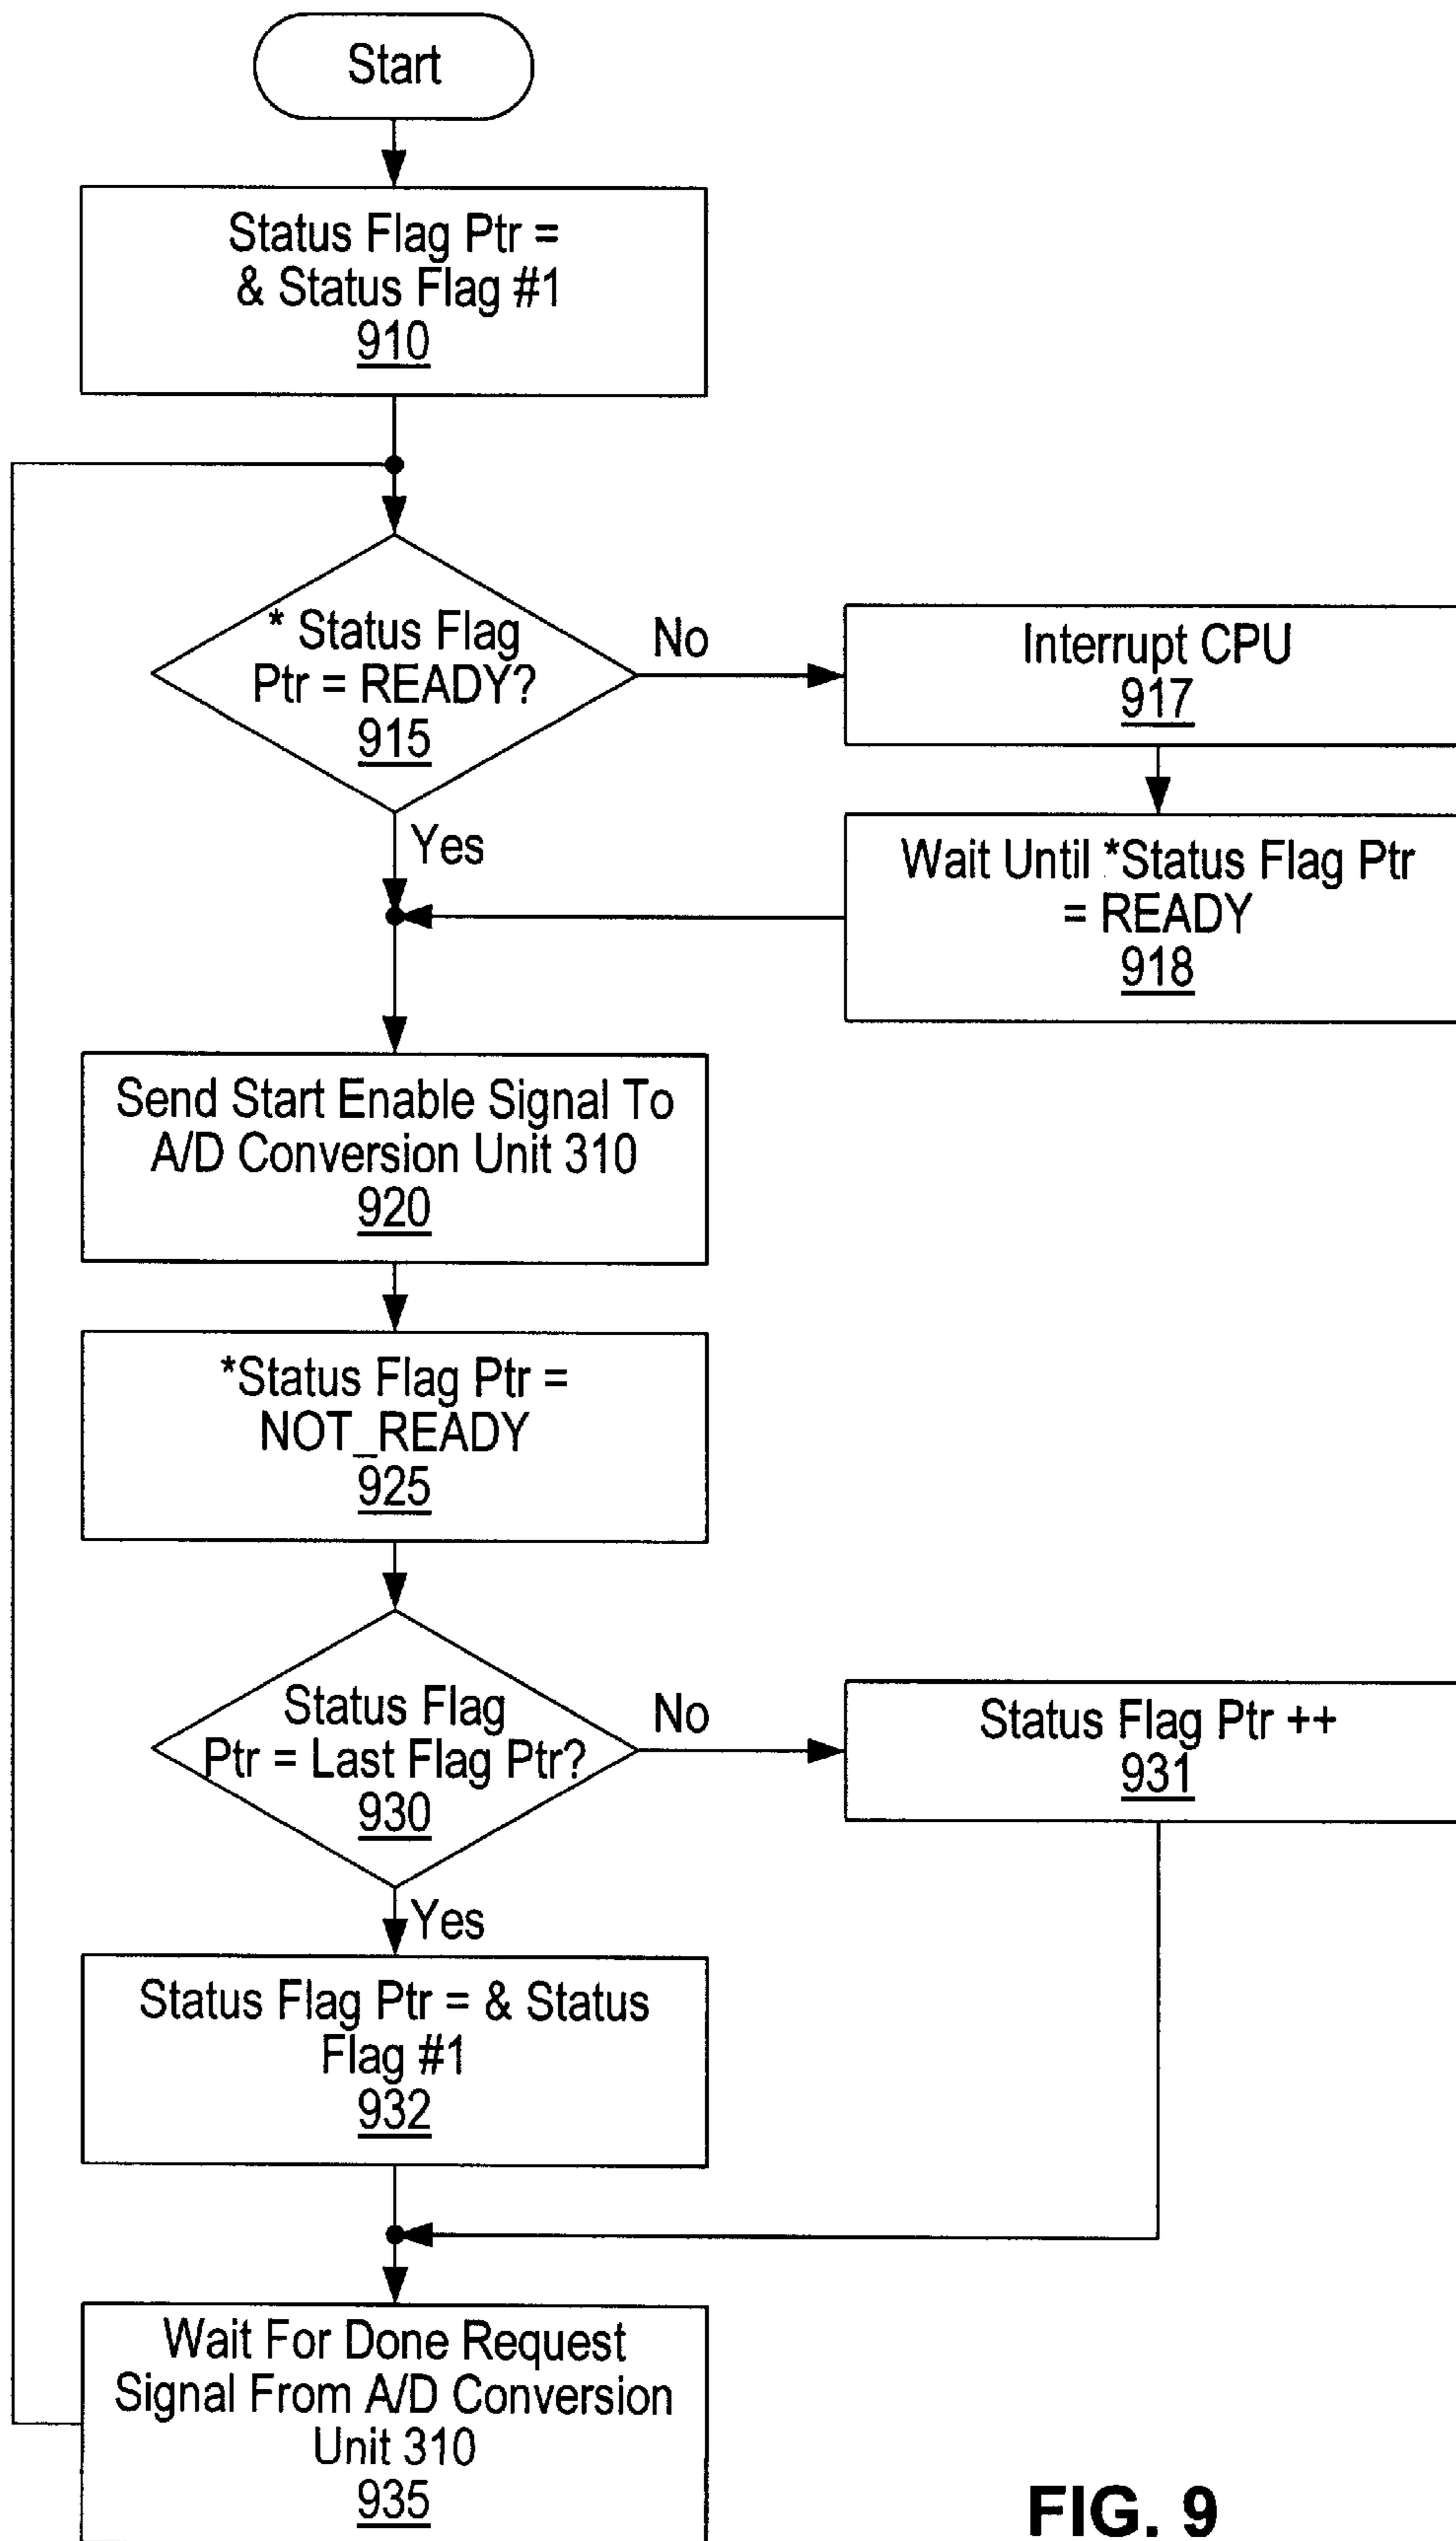 Start
Status Flag Ptr =
& Status Flag #1
910
* Status Flag
Ptr = READY?
915
No
Interrupt CPU
917
Yes
Wait Until *Status Flag Ptr
= READY
918
Send Start Enable Signal To
A/D Conversion Unit 310
920
*Status Flag Ptr =
NOT_READY
925
Status Flag
Ptr = Last Flag Ptr?
930
No
Status Flag Ptr ++
931
Yes
Status Flag Ptr = & Status
Flag #1
932
Wait For Done Request
Signal From A/D Conversion
Unit 310
935
FIG. 9